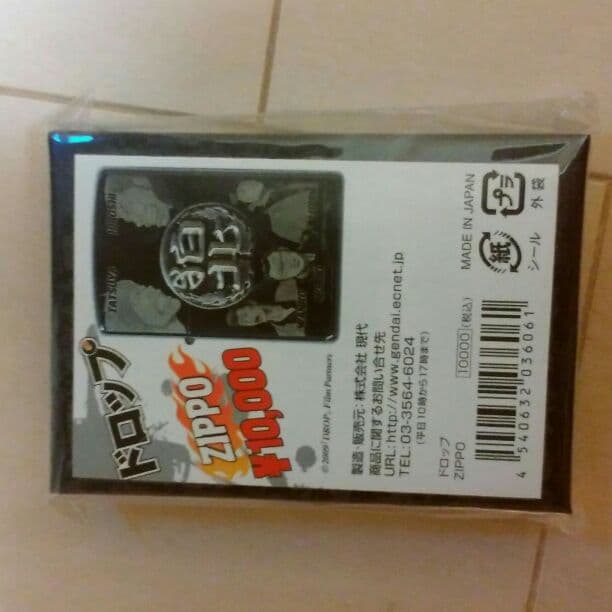 TATSUYA
HIROSHI
狛
北
ドロップ
ZIPPO
¥10,000
© 2009「DROP」Film Partners
製造・販売元：株式会社 現代
商品に関するお問い合せ先
URL：http://www.gendai.ecnet.jp
TEL：03-3564-6024
(平日 10時から17時まで)
MADE IN JAPAN
紙
プラ
シール
外 袋
ドロップ
ZIPPO
10000(税込)
4 540632 036061